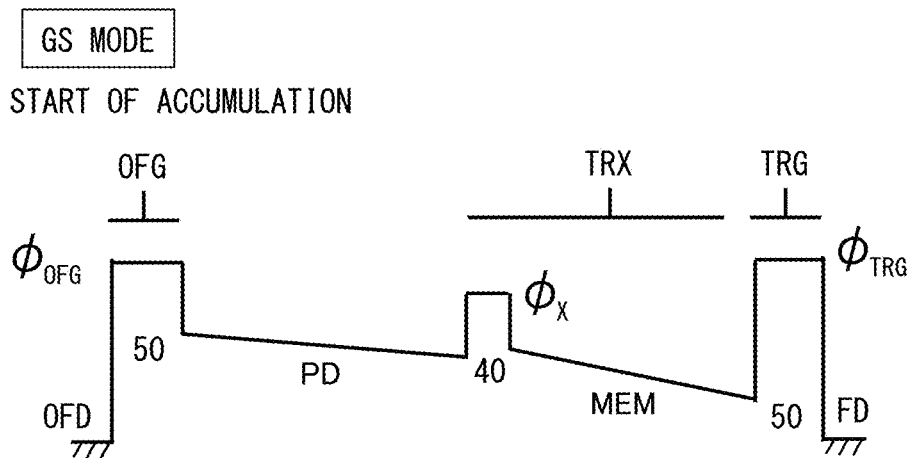 GS MODE
START OF ACCUMULATION
OFG TRX TRG
ϕOFG ϕX ϕTRG
50 PD 40 MEM 50
OFD FD